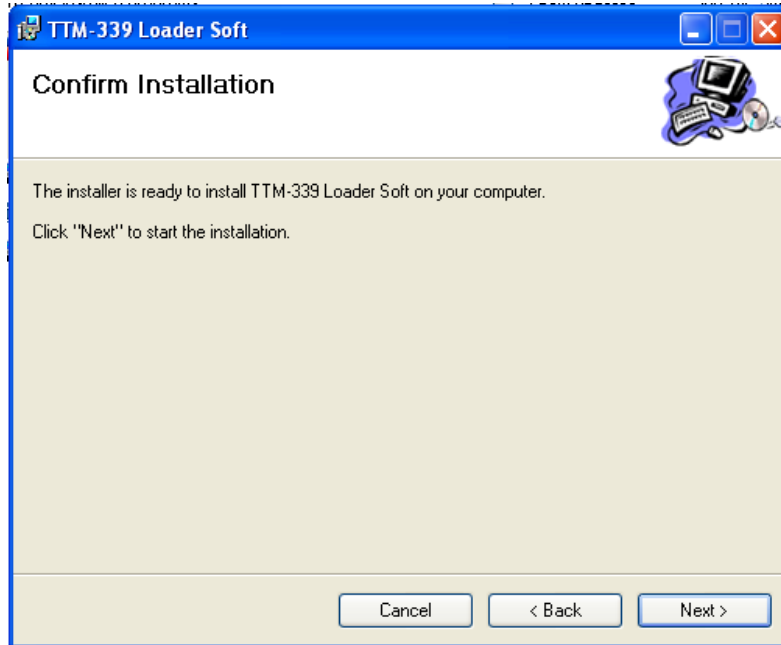 TTM-339 Loader Soft
Confirm Installation
The installer is ready to install TTM-339 Loader Soft on your computer.
Click "Next" to start the installation.
Cancel
< Back
Next >